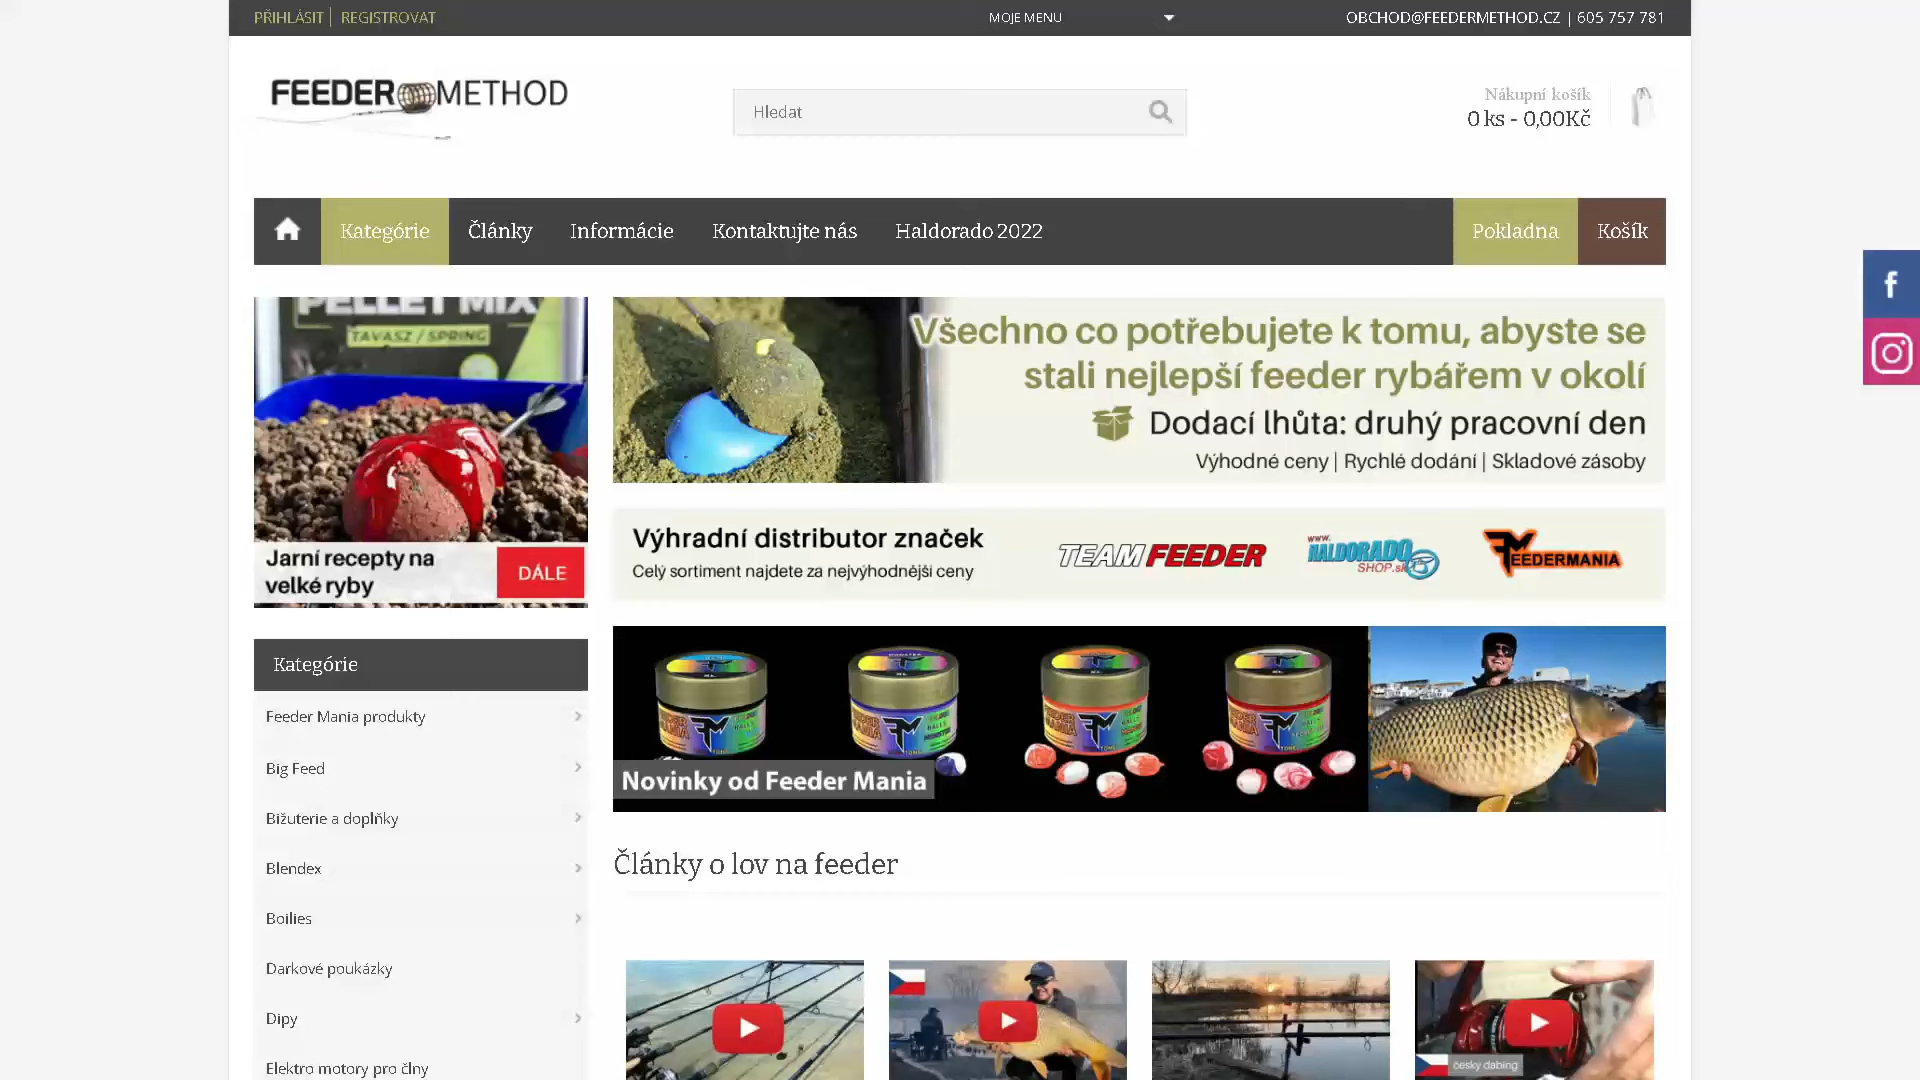 PŘIHLÁSIT REGISTROVAT
MOJE MENU
OBCHOD@FEEDERMETHOD.CZ | 605 757 781
FEEDER METHOD
Hledat
Nákupní košík
0 ks - 0,00Kč
Kategórie
Články
Informácie
Kontaktujte nás
Haldorado 2022
Pokladna
Košík
PELLET MIX
TAVASZ / SPRING
Jarní recepty na
velké ryby
DÁLE
Všechno co potřebujete k tomu, abyste se
stali nejlepší feeder rybářem v okolí
Dodací lhůta: druhý pracovní den
Výhodné ceny | Rychlé dodání | Skladové zásoby
Výhradní distributor značek
Celý sortiment najdete za nejvýhodnější ceny
TEAM FEEDER
www.
HALDORADO
SHOP.sk
FEEDERMANIA
Novinky od Feeder Mania
Kategórie
Feeder Mania produkty
Big Feed
Bižuterie a doplňky
Blendex
Boilies
Darkové poukázky
Dipy
Elektro motory pro člny
Články o lov na feeder
česky dabing